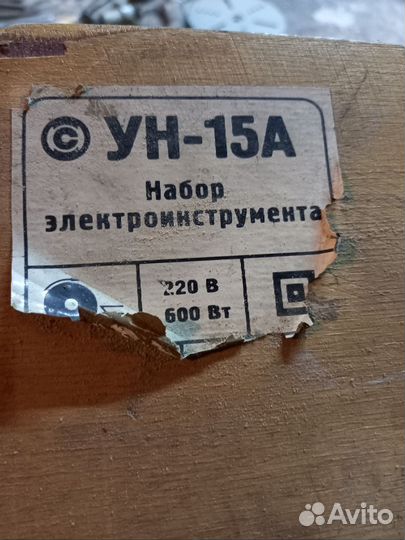 © УН-15А
Набор
электроинструмента
220 В
600 Вт
Avito